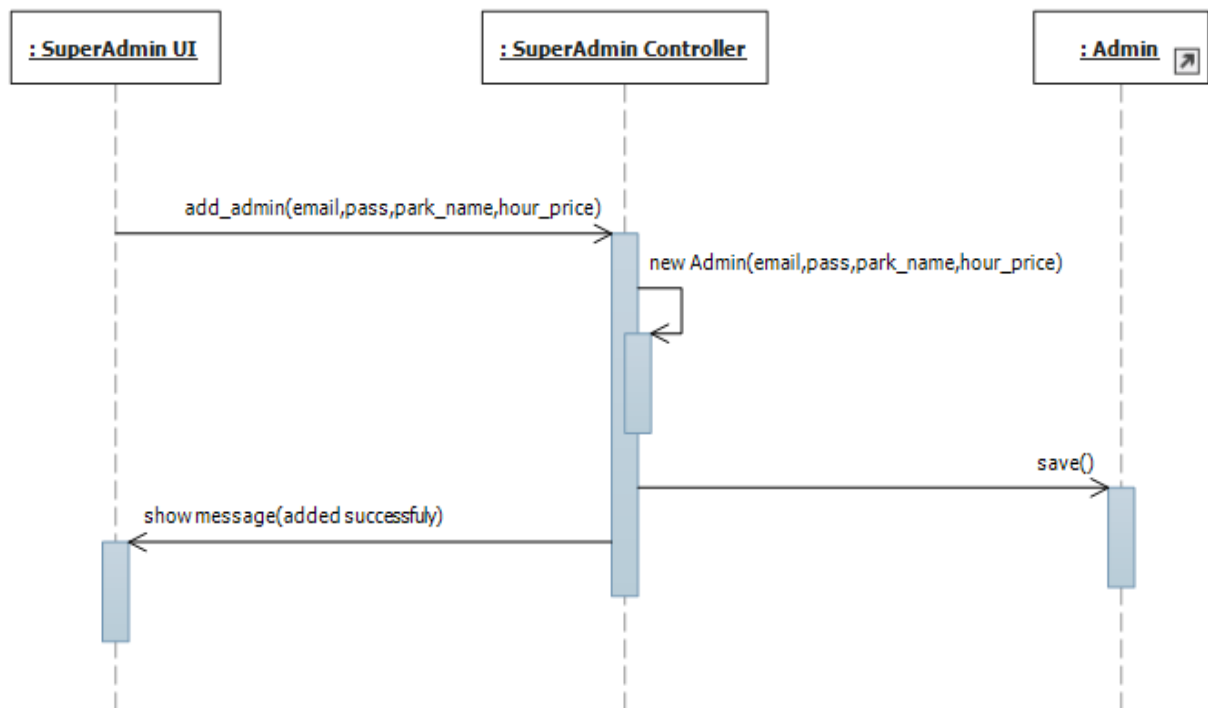 : SuperAdmin UI
: SuperAdmin Controller
: Admin
add_admin(email,pass,park_name,hour_price)
new Admin(email,pass,park_name,hour_price)
save()
show message(added successfuly)